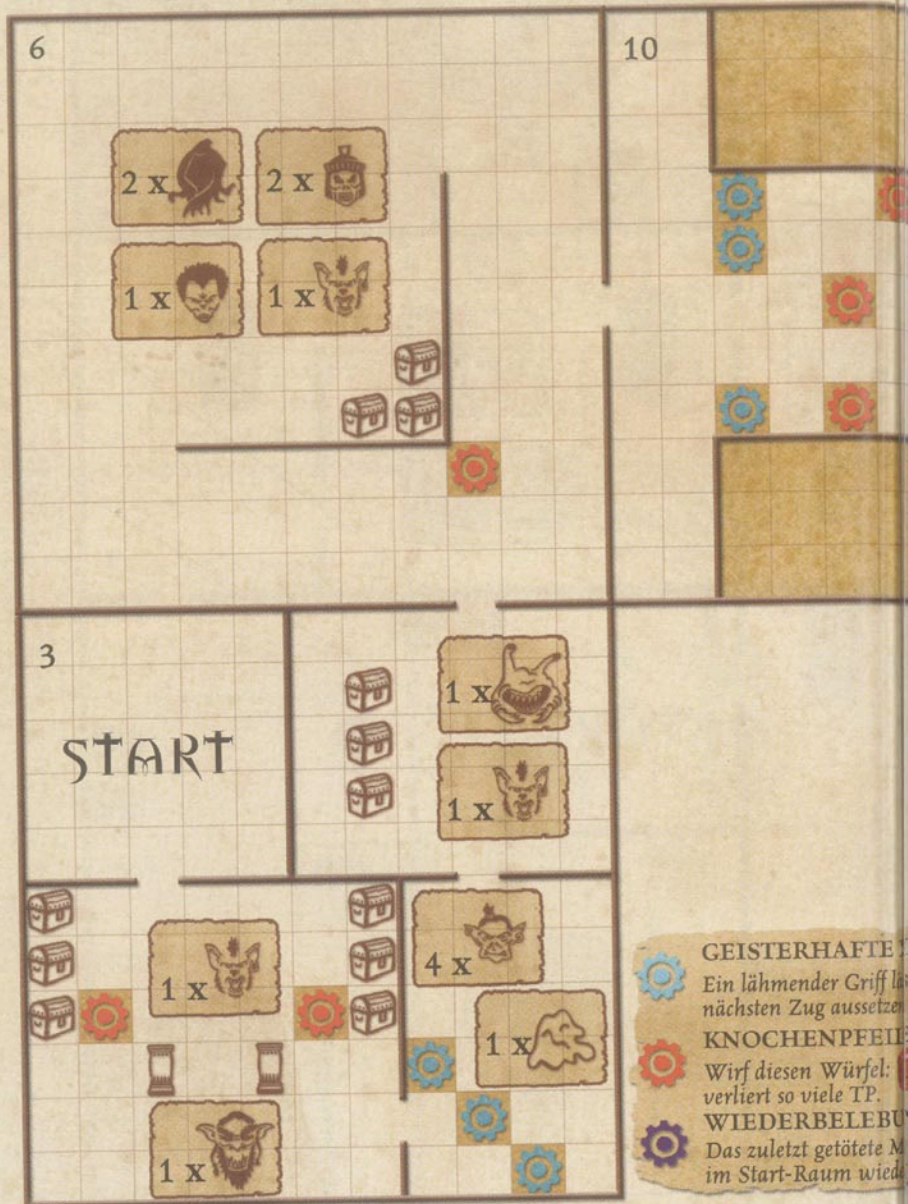 6
10
2 x
2 x
1 x
1 x
3
START
1 x
1 x
1 x
4 x
1 x
1 x
GEISTERHAFTE
Ein lähmender Griff
nächsten Zug aussetzen
KNOCHENPFEIL
Wirf diesen Würfel:
verliert so viele TP.
WIEDERBELEBU
Das zuletzt getötete M
im Start-Raum wiede